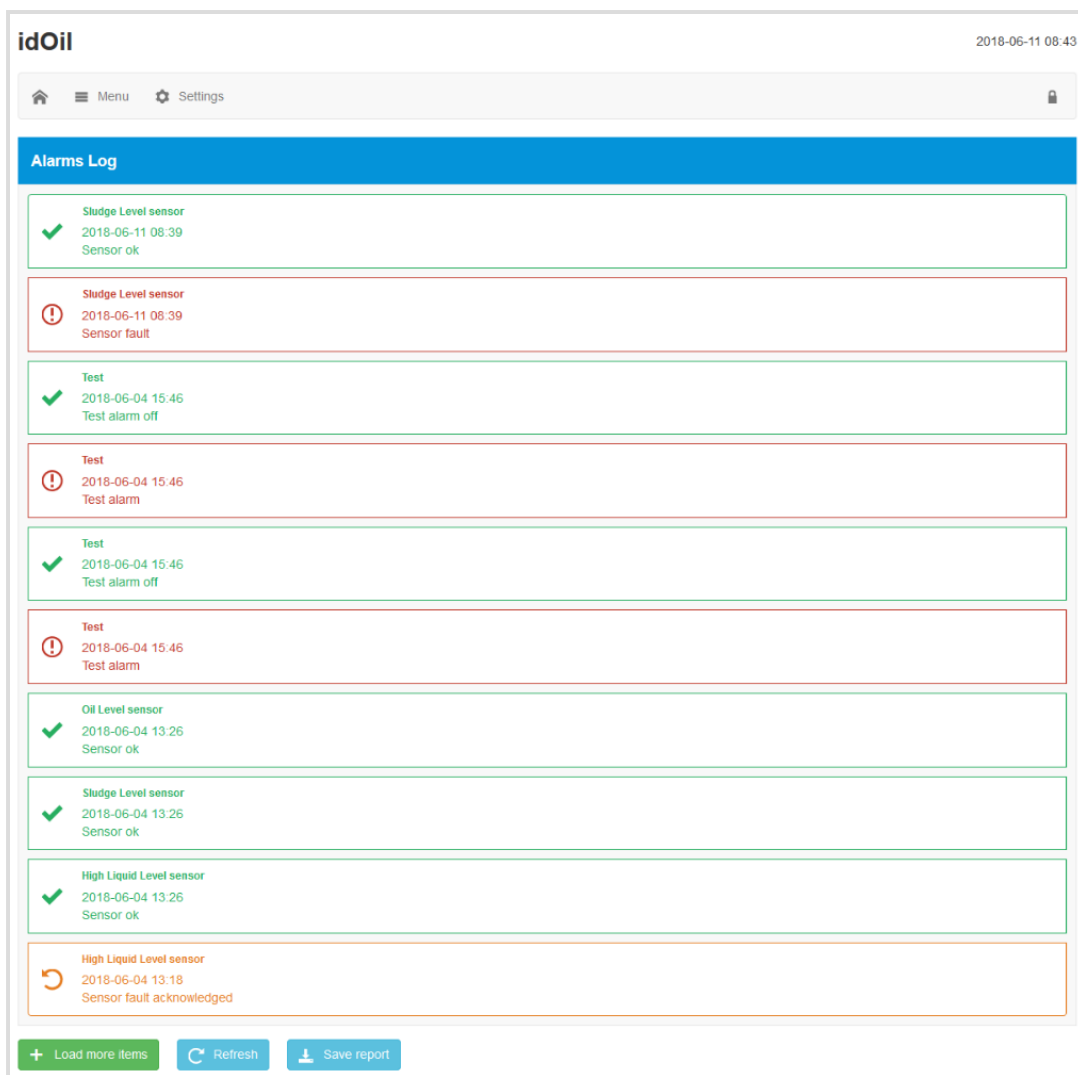 idOil
2018-06-11 08:43
Menu
Settings
Alarms Log
Sludge Level sensor
2018-06-11 08:39
Sensor ok
Sludge Level sensor
2018-06-11 08:39
Sensor fault
Test
2018-06-04 15:46
Test alarm off
Test
2018-06-04 15:46
Test alarm
Test
2018-06-04 15:46
Test alarm off
Test
2018-06-04 15:46
Test alarm
Oil Level sensor
2018-06-04 13:26
Sensor ok
Sludge Level sensor
2018-06-04 13:26
Sensor ok
High Liquid Level sensor
2018-06-04 13:26
Sensor ok
High Liquid Level sensor
2018-06-04 13:18
Sensor fault acknowledged
Load more items
Refresh
Save report